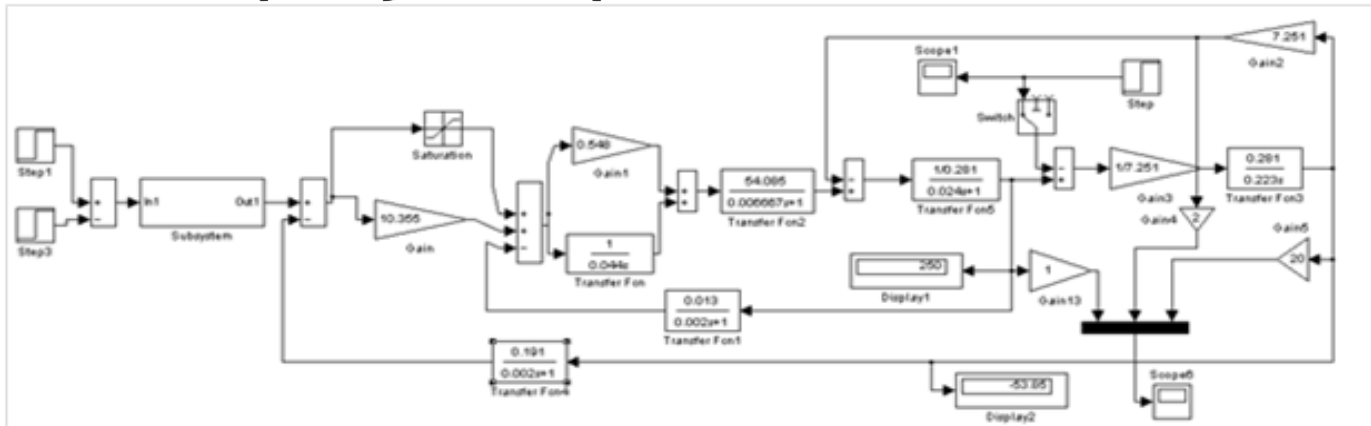 Step1
Step3
In1 Out1
Subsystem
Saturation
10.355
Gain
0.548
Gain1
1
0.044s
Transfer Fcn
54.085
0.006667s+1
Transfer Fcn2
1/0.281
0.024s+1
Transfer Fcn5
Scope1
Switch
Step
7.251
Gain2
1/7.251
Gain3
0.281
0.223s
Transfer Fcn3
2
Gain4
20
Gain5
250
Display1
1
Gain13
0.013
0.002s+1
Transfer Fcn1
0.191
0.002s+1
Transfer Fcn4
-53.85
Display2
Scope6